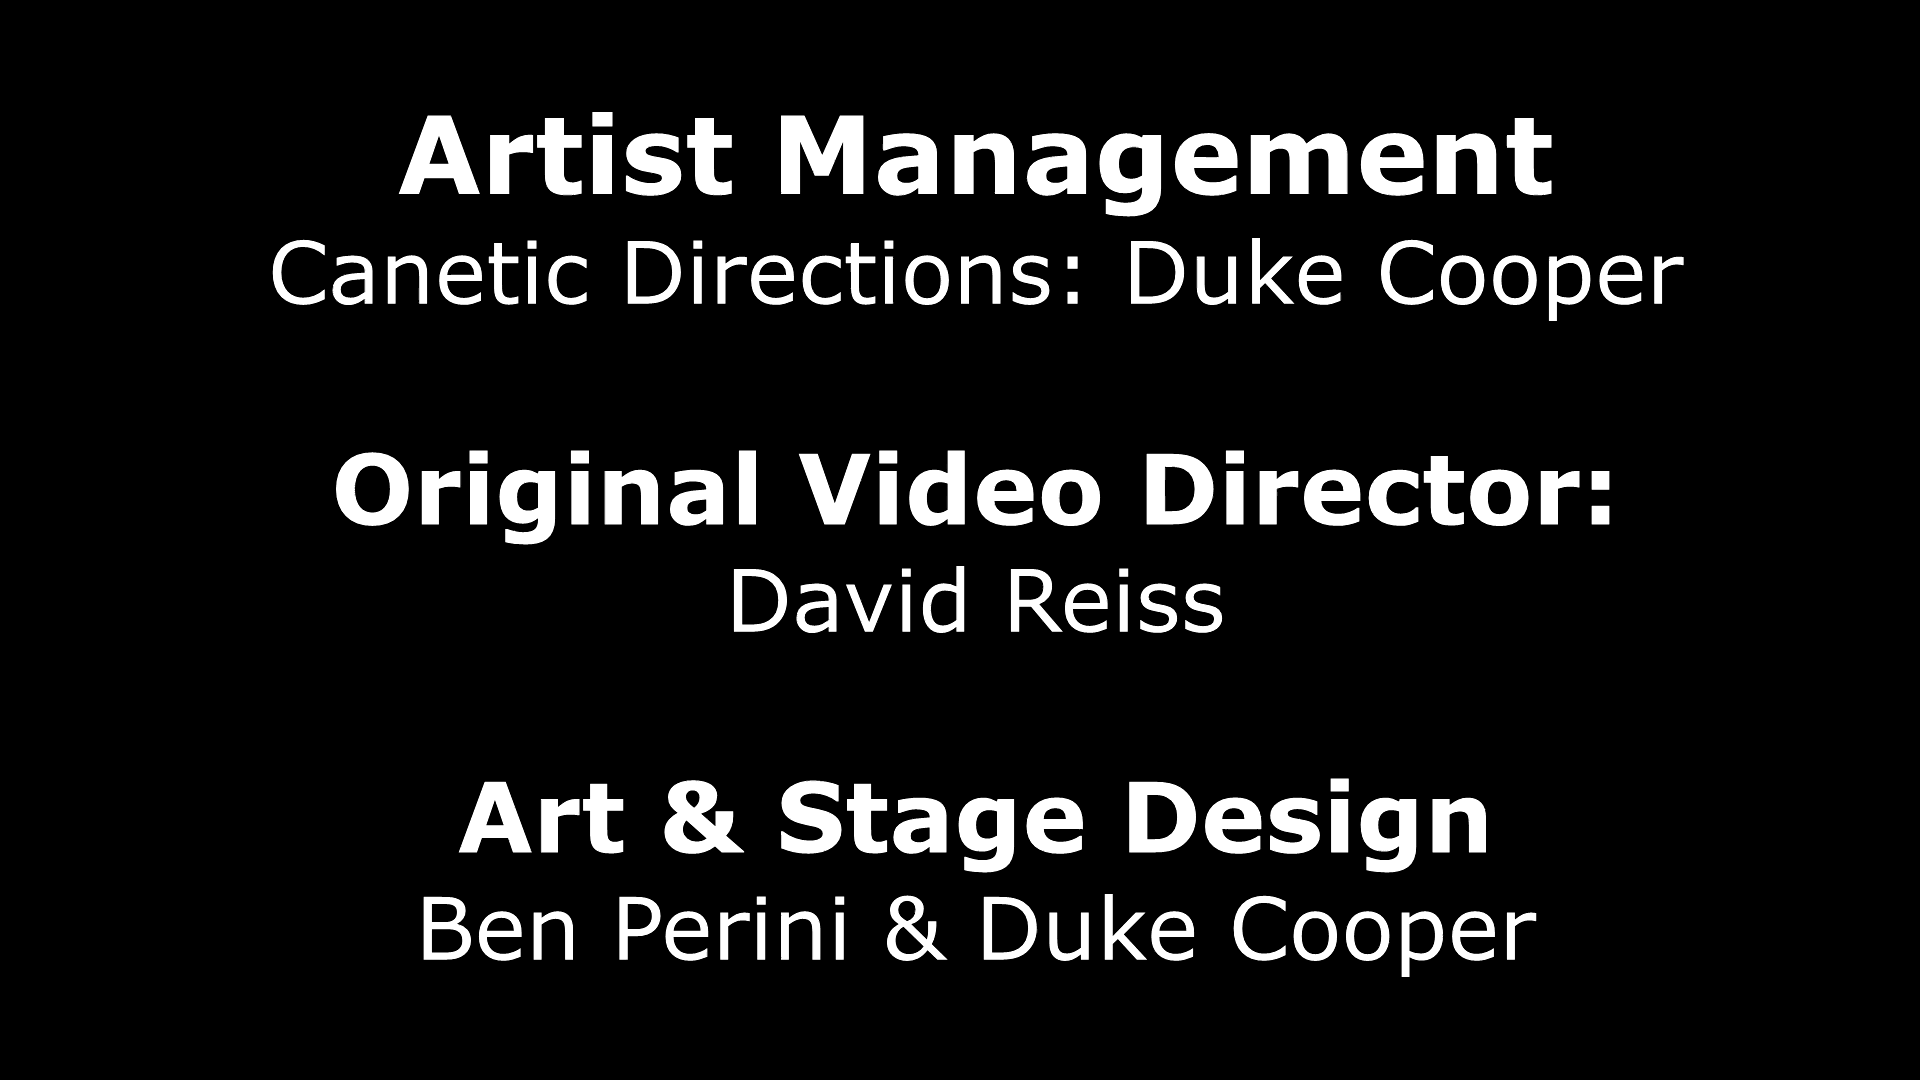 Artist Management
Canetic Directions: Duke Cooper
Original Video Director:
David Reiss
Art & Stage Design
Ben Perini & Duke Cooper